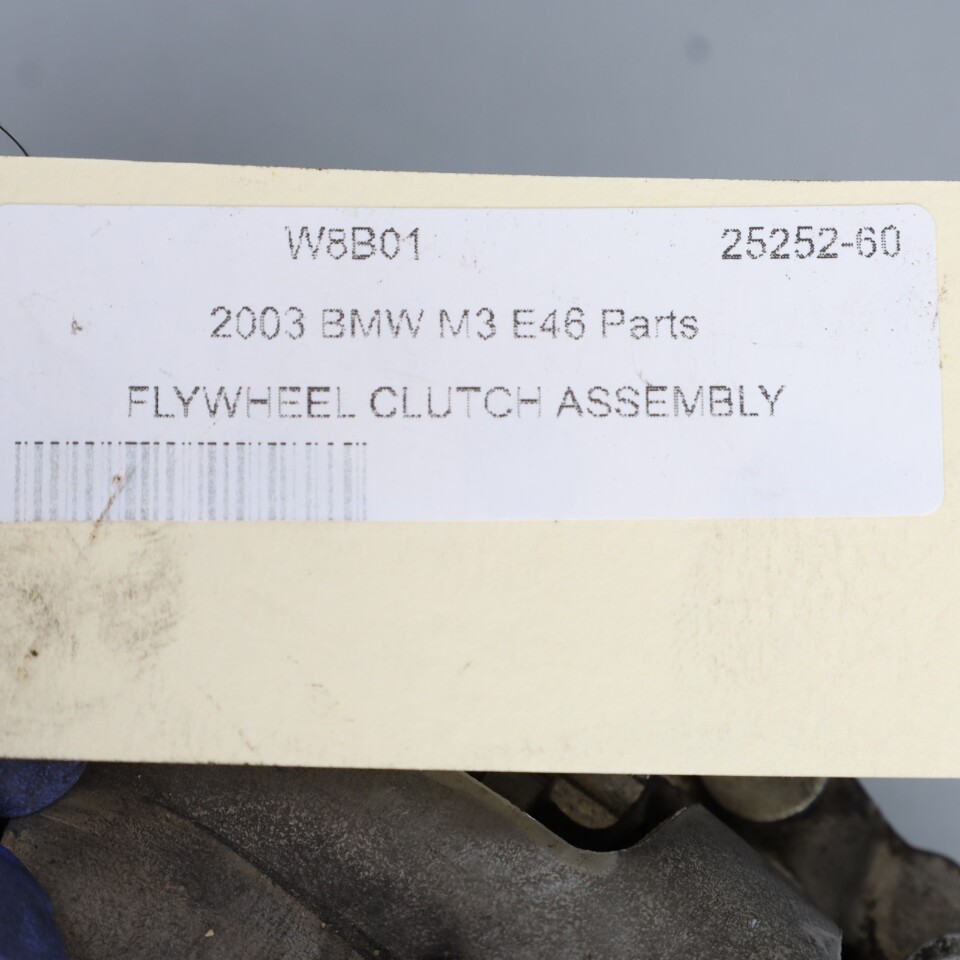 W8B01 25252-60
2003 BMW M3 E46 Parts
FLYWHEEL CLUTCH ASSEMBLY